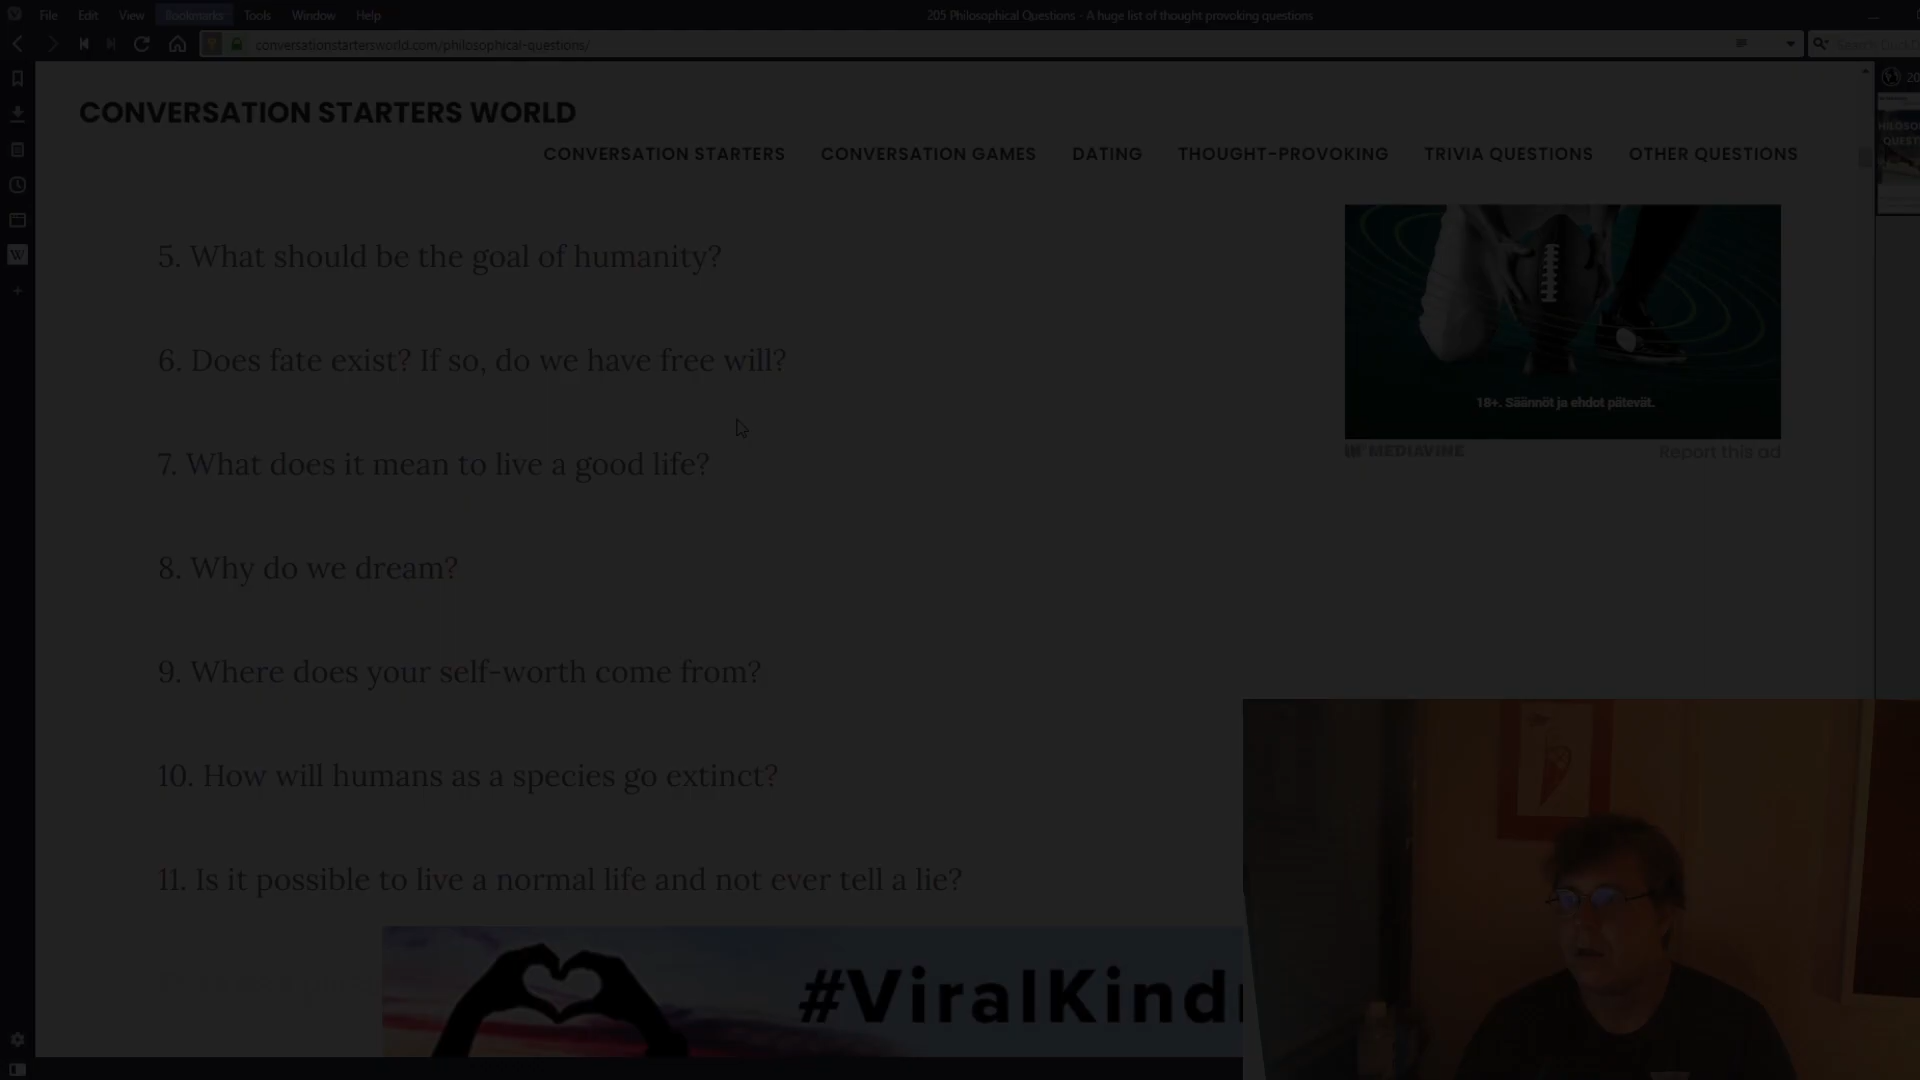 File Edit View Bookmarks Tools Window Help
205 Philosophical Questions - A huge list of thought provoking questions
conversationstartersworld.com/philosophical-questions/
CONVERSATION STARTERS WORLD
CONVERSATION STARTERS CONVERSATION GAMES DATING THOUGHT-PROVOKING TRIVIA QUESTIONS OTHER QUESTIONS
5. What should be the goal of humanity?
6. Does fate exist? If so, do we have free will?
7. What does it mean to live a good life?
8. Why do we dream?
9. Where does your self-worth come from?
10. How will humans as a species go extinct?
11. Is it possible to live a normal life and not ever tell a lie?
18+. Säännöt ja ehdot pätevät.
MEDIAVINE
Report this ad
#ViralKind
W
20